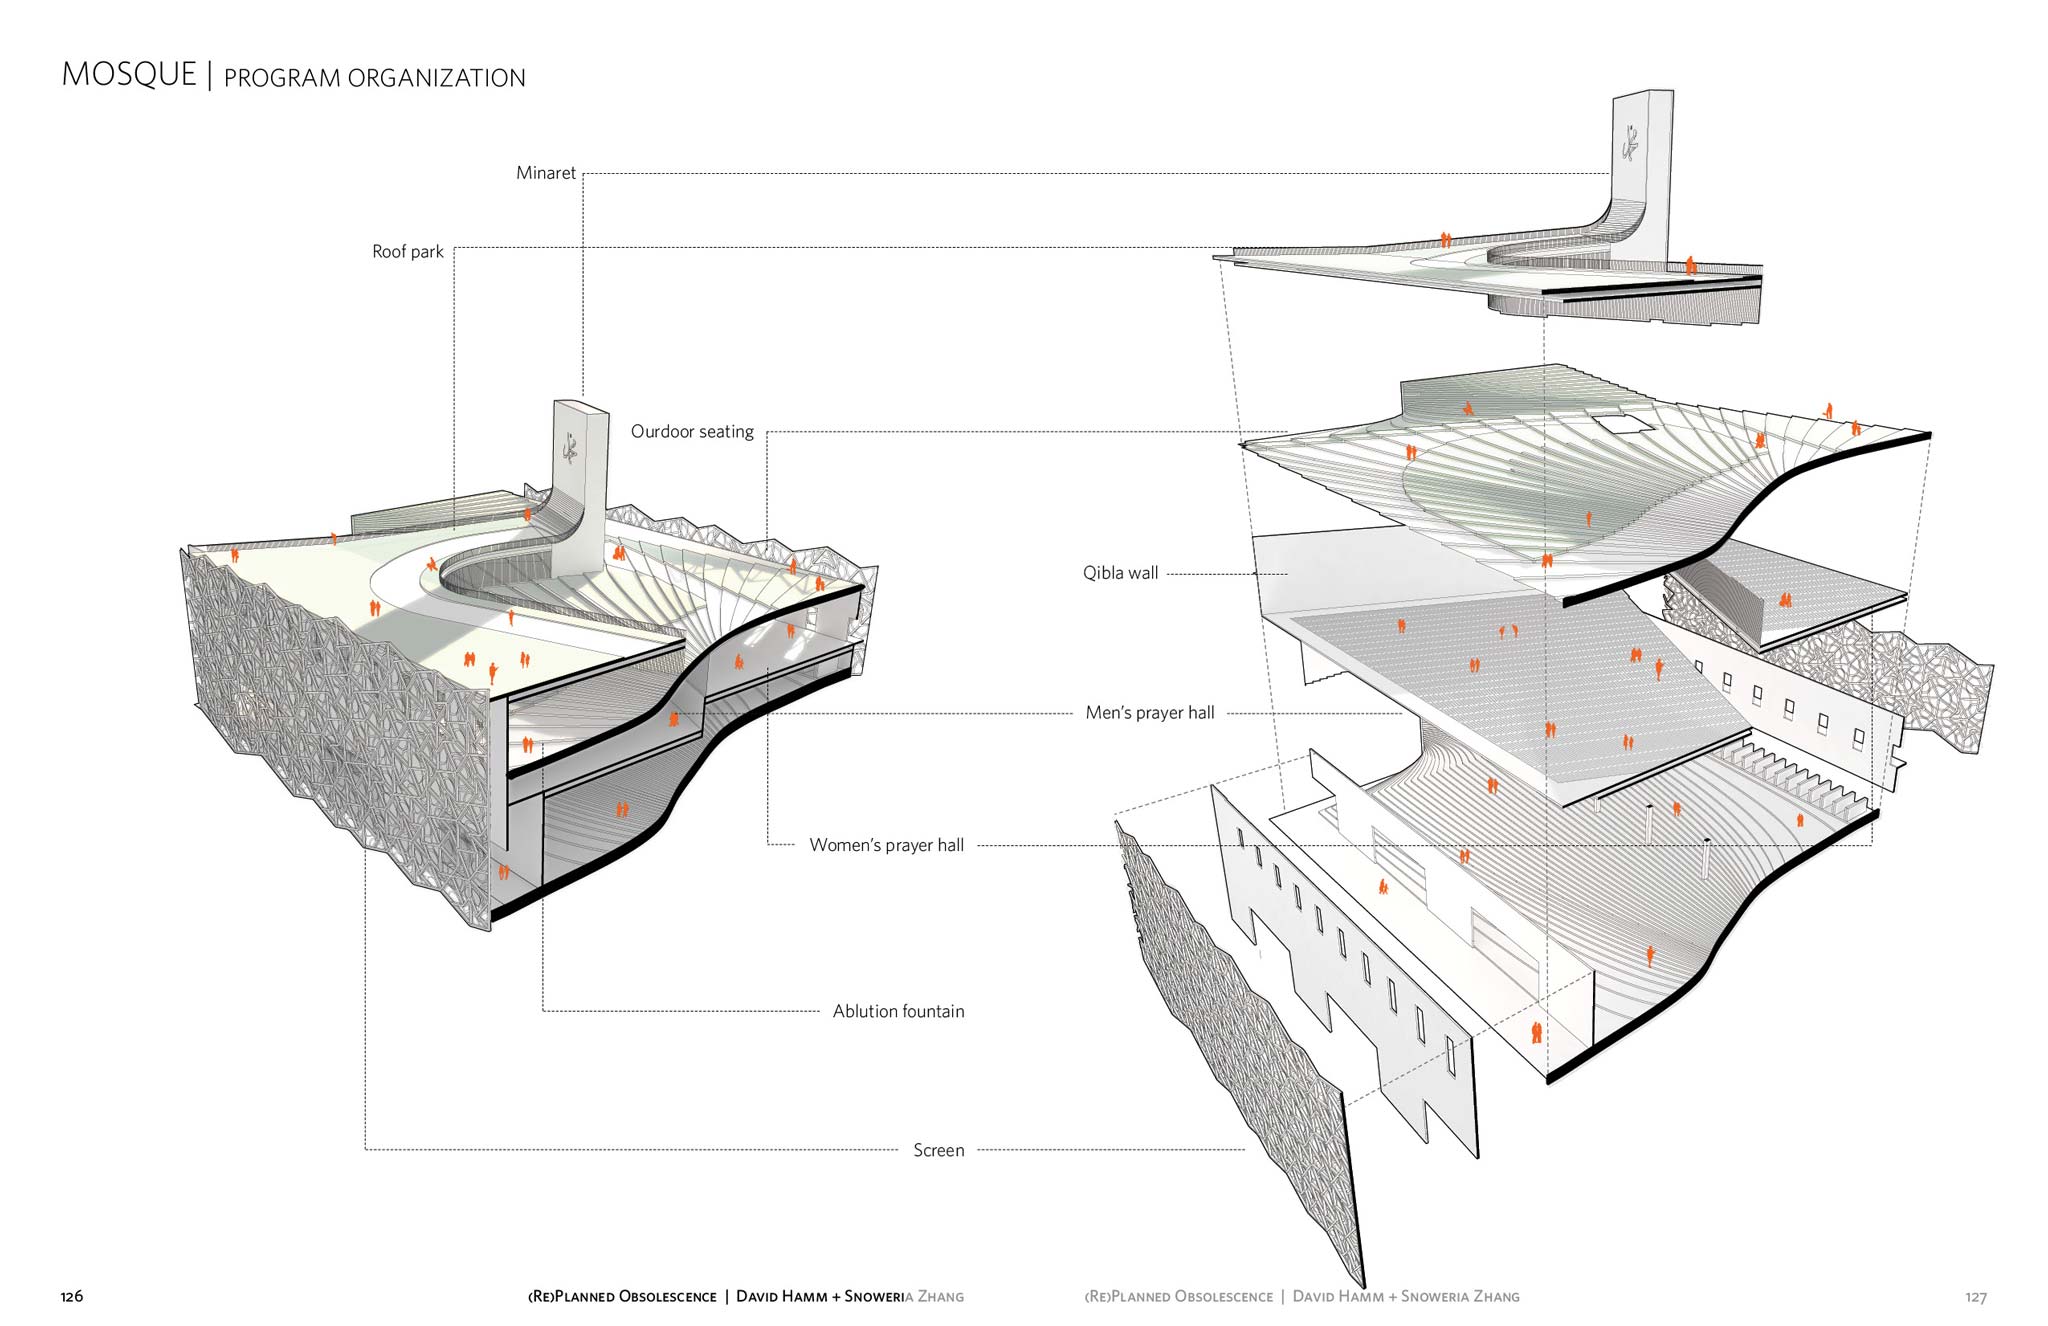 MOSQUE | PROGRAM ORGANIZATION
Minaret
Roof park
Ourdoor seating
Qibla wall
Men's prayer hall
Women's prayer hall
Ablution fountain
Screen
126
(Re)Planned Obsolescence | David Hamm + Snoweria Zhang
(Re)Planned Obsolescence | David Hamm + Snoweria Zhang
127